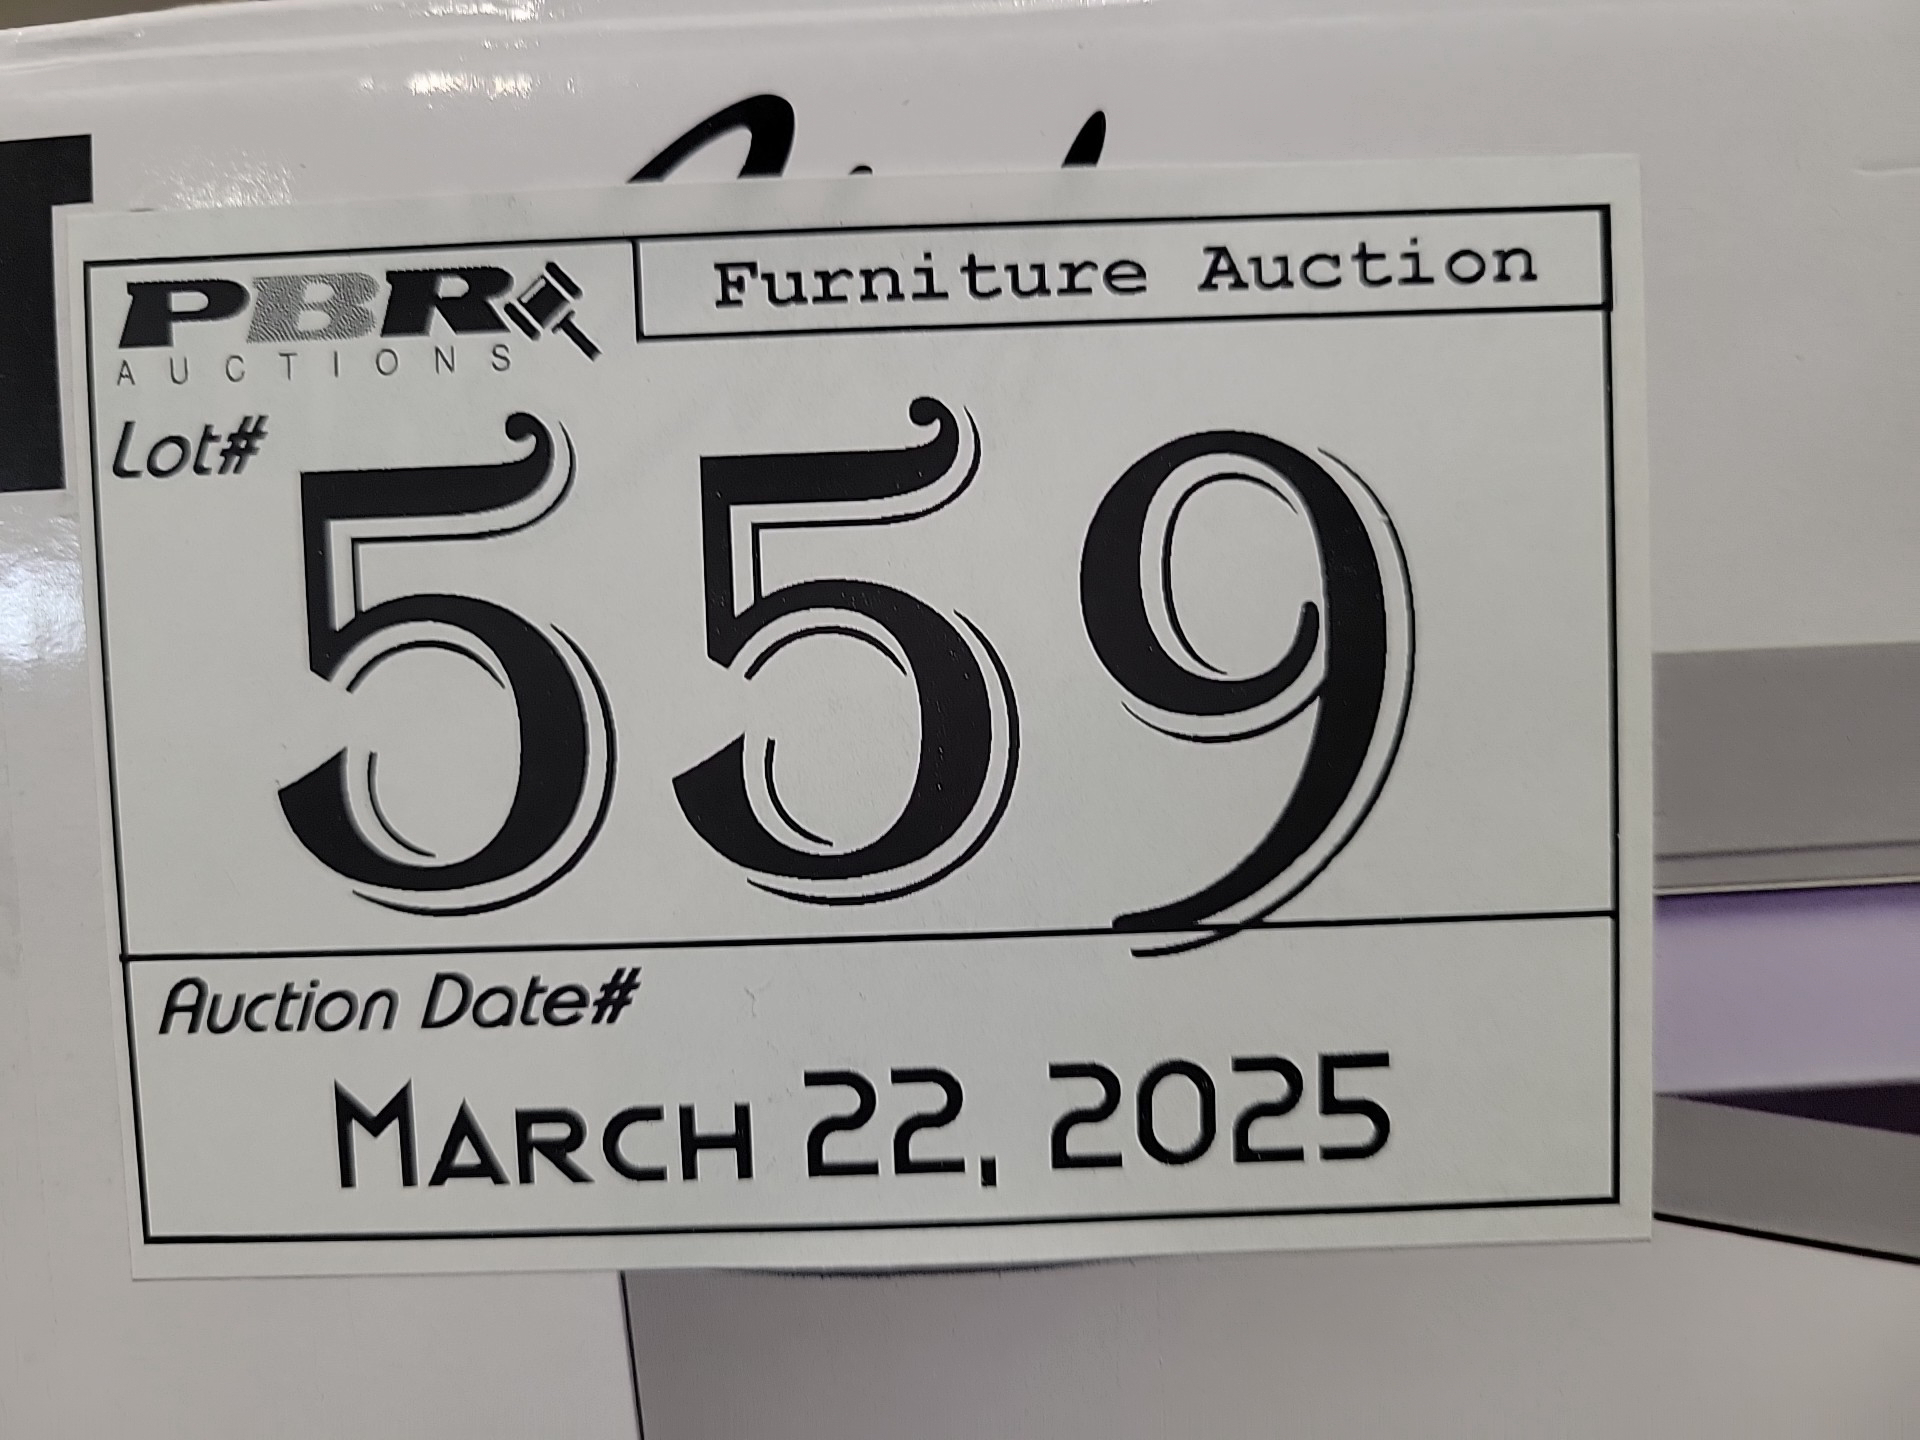 PBR
AUCTIONS
Furniture Auction
Lot#
559
Auction Date#
MARCH 22, 2025